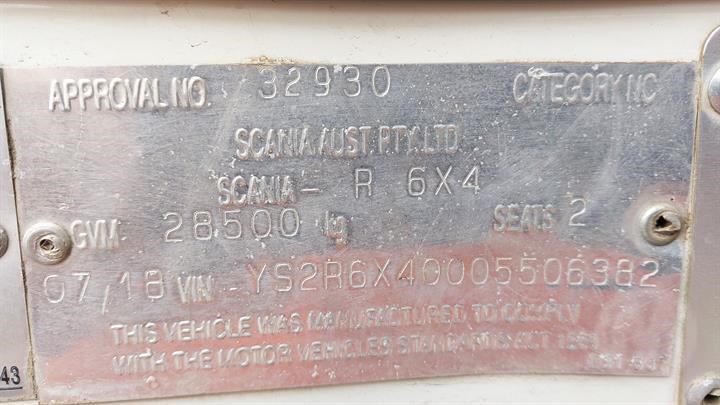 APPROVAL NO. 32930 CATEGORY NC
SCANIA AUST. PTY. LTD.
SCANIA - R 6X4
GVM 28500 kg SEATS 2
07/18 VIN YS2R6X40005506382
THIS VEHICLE WAS MANUFACTURED TO COMPLY
WITH THE MOTOR VEHICLES STANDARDS ACT
43